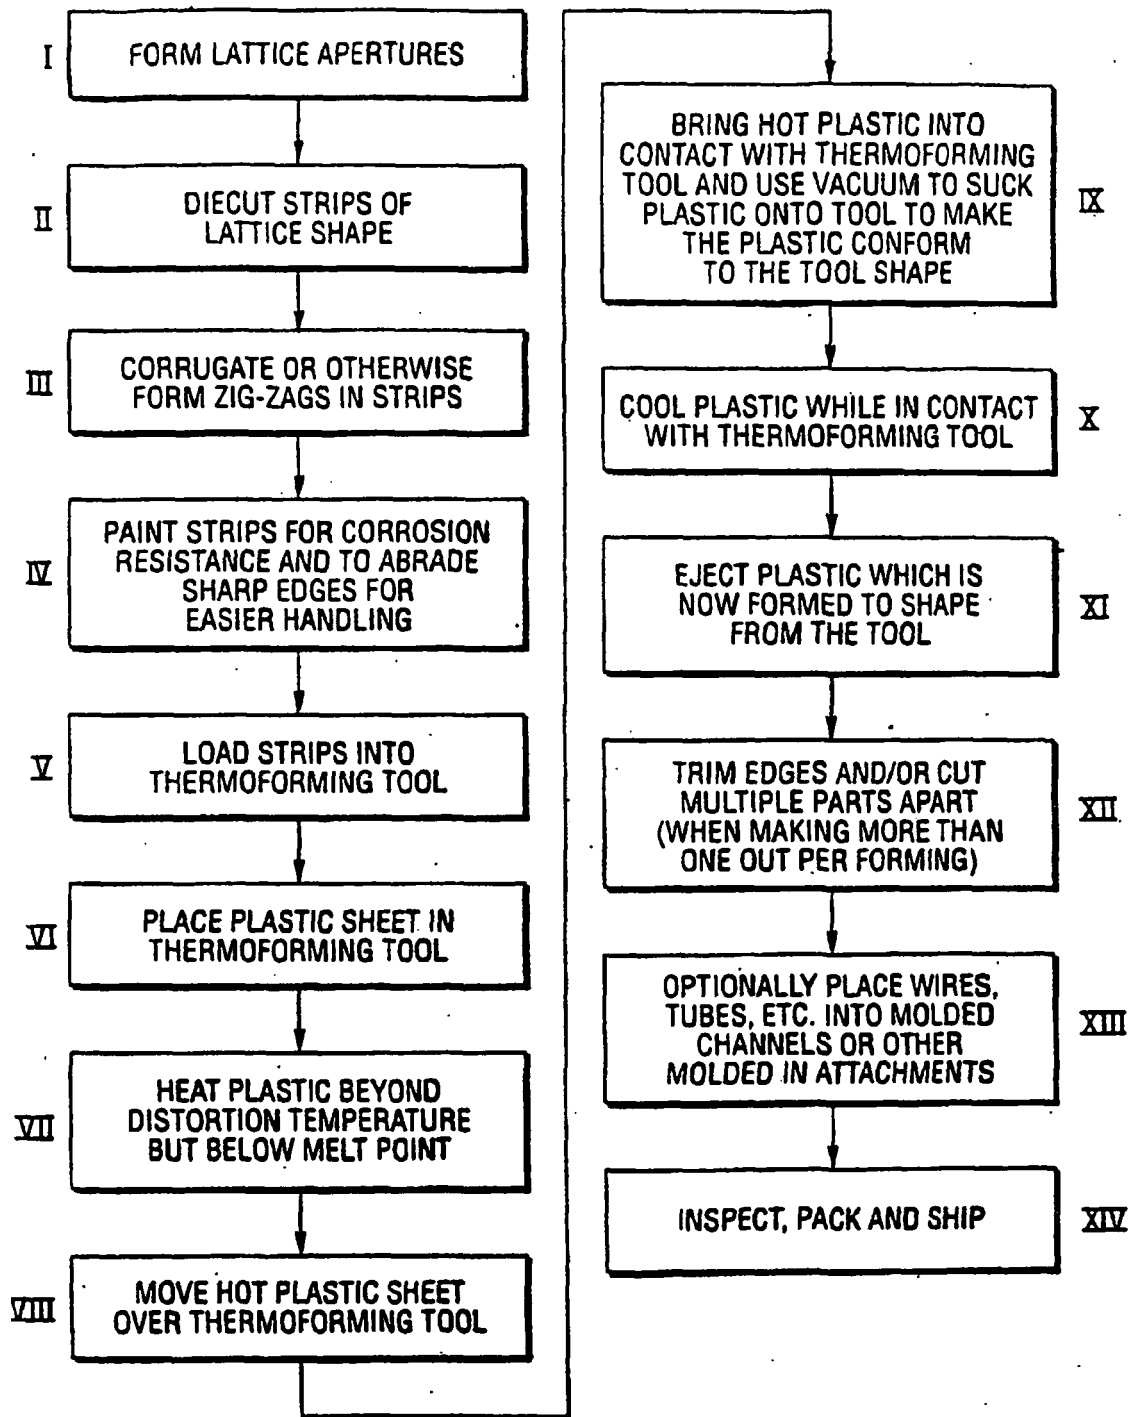 I
FORM LATTICE APERTURES
II
DIECUT STRIPS OF
LATTICE SHAPE
III
CORRUGATE OR OTHERWISE
FORM ZIG-ZAGS IN STRIPS
IV
PAINT STRIPS FOR CORROSION
RESISTANCE AND TO ABRADE
SHARP EDGES FOR
EASIER HANDLING
V
LOAD STRIPS INTO
THERMOFORMING TOOL
VI
PLACE PLASTIC SHEET IN
THERMOFORMING TOOL
VII
HEAT PLASTIC BEYOND
DISTORTION TEMPERATURE
BUT BELOW MELT POINT
VIII
MOVE HOT PLASTIC SHEET
OVER THERMOFORMING TOOL
BRING HOT PLASTIC INTO
CONTACT WITH THERMOFORMING
TOOL AND USE VACUUM TO SUCK
PLASTIC ONTO TOOL TO MAKE
THE PLASTIC CONFORM
TO THE TOOL SHAPE
IX
COOL PLASTIC WHILE IN CONTACT
WITH THERMOFORMING TOOL
X
EJECT PLASTIC WHICH IS
NOW FORMED TO SHAPE
FROM THE TOOL
XI
TRIM EDGES AND/OR CUT
MULTIPLE PARTS APART
(WHEN MAKING MORE THAN
ONE OUT PER FORMING)
XII
OPTIONALLY PLACE WIRES,
TUBES, ETC. INTO MOLDED
CHANNELS OR OTHER
MOLDED IN ATTACHMENTS
XIII
INSPECT, PACK AND SHIP
XIV